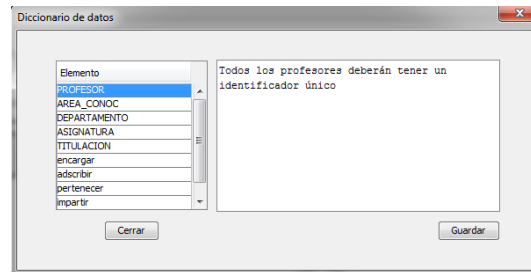 Diccionario de datos
Elemento
PROFESOR
AREA_CONOC
DEPARTAMENTO
ASIGNATURA
TITULACION
encargar
adscribir
pertenecer
impartir
Todos los profesores deberán tener un
identificador único
Cerrar
Guardar